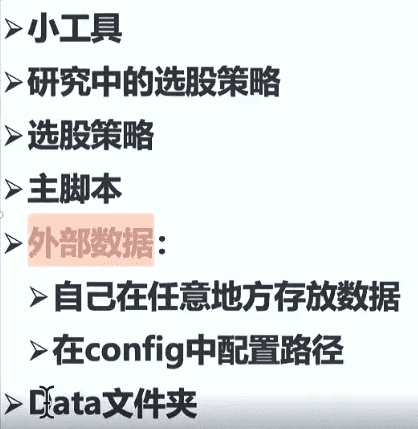 ➢小工具
➢研究中的选股策略
➢选股策略
➢主脚本
➢外部数据：
➢自己在任意地方存放数据
➢在config中配置路径
➢Data文件夹